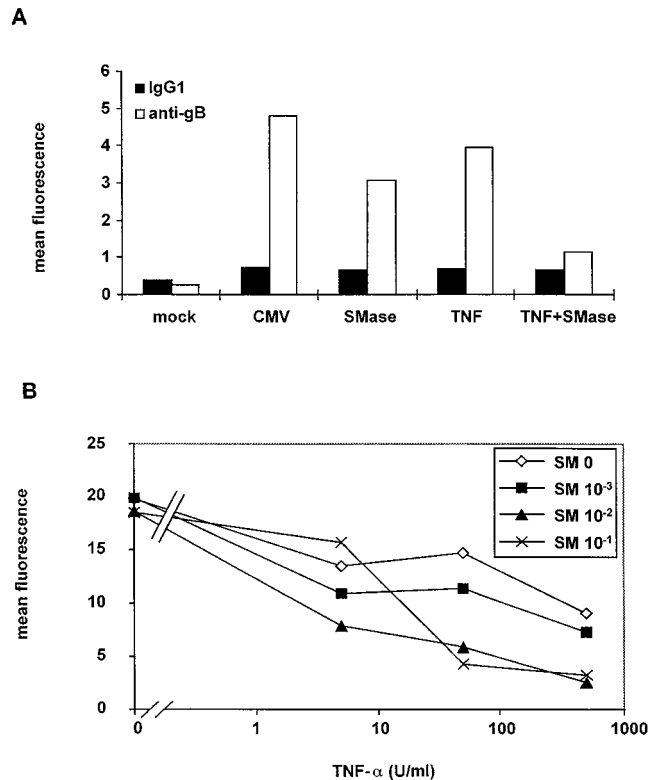 A
6
5
4
3
2
1
0
mean fluorescence
IgG1
anti-gB
mock CMV SMase TNF TNF+SMase
B
25
20
15
10
5
0
mean fluorescence
SM 0
SM 10⁻³
SM 10⁻²
SM 10⁻¹
0 1 10 100 1000
TNF-α (U/ml)